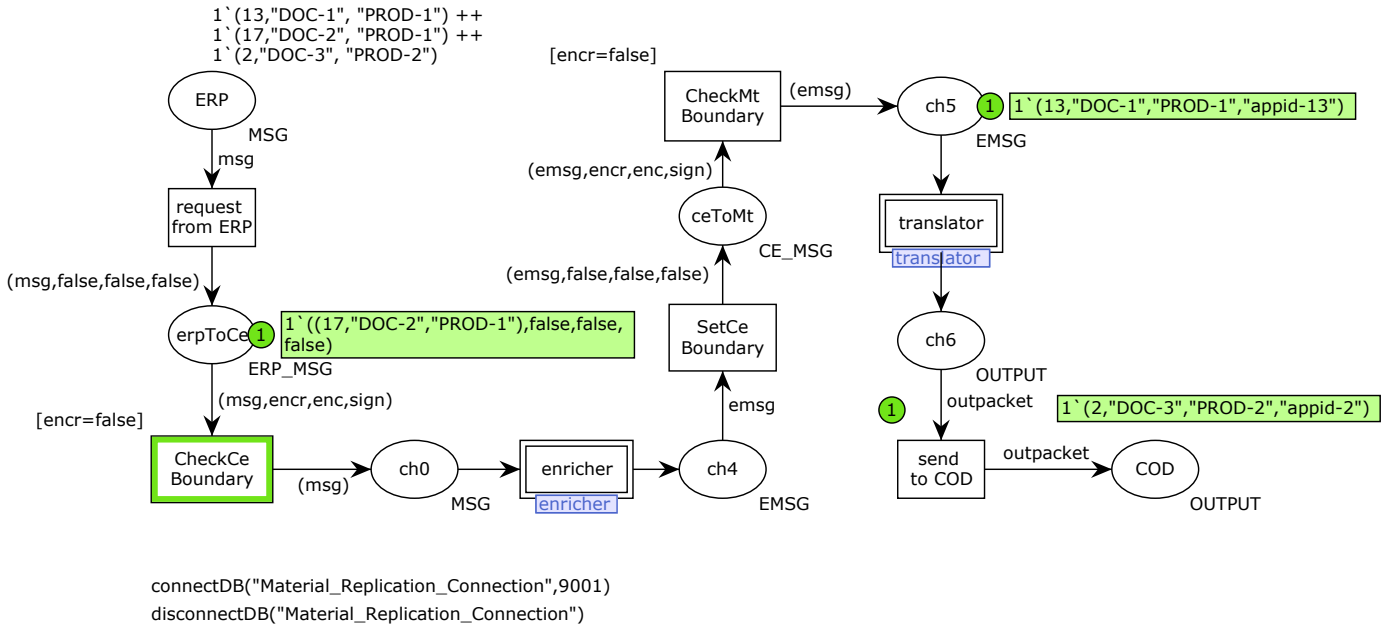 1`(13,"DOC-1", "PROD-1") ++
1`(17,"DOC-2", "PROD-1") ++
1`(2,"DOC-3", "PROD-2")
ERP
MSG
msg
request
from ERP
(msg,false,false,false)
erpToCe
1
1`((17,"DOC-2","PROD-1"),false,false,
false)
ERP_MSG
(msg,encr,enc,sign)
[encr=false]
CheckCe
Boundary
(msg)
ch0
MSG
enricher
enricher
ch4
EMSG
emsg
SetCe
Boundary
(emsg,false,false,false)
ceToMt
CE_MSG
(emsg,encr,enc,sign)
[encr=false]
CheckMt
Boundary
(emsg)
ch5
1
1`(13,"DOC-1","PROD-1","appid-13")
EMSG
translator
translator
ch6
OUTPUT
outpacket
1
1`(2,"DOC-3","PROD-2","appid-2")
send
to COD
outpacket
COD
OUTPUT
connectDB("Material_Replication_Connection",9001)
disconnectDB("Material_Replication_Connection")